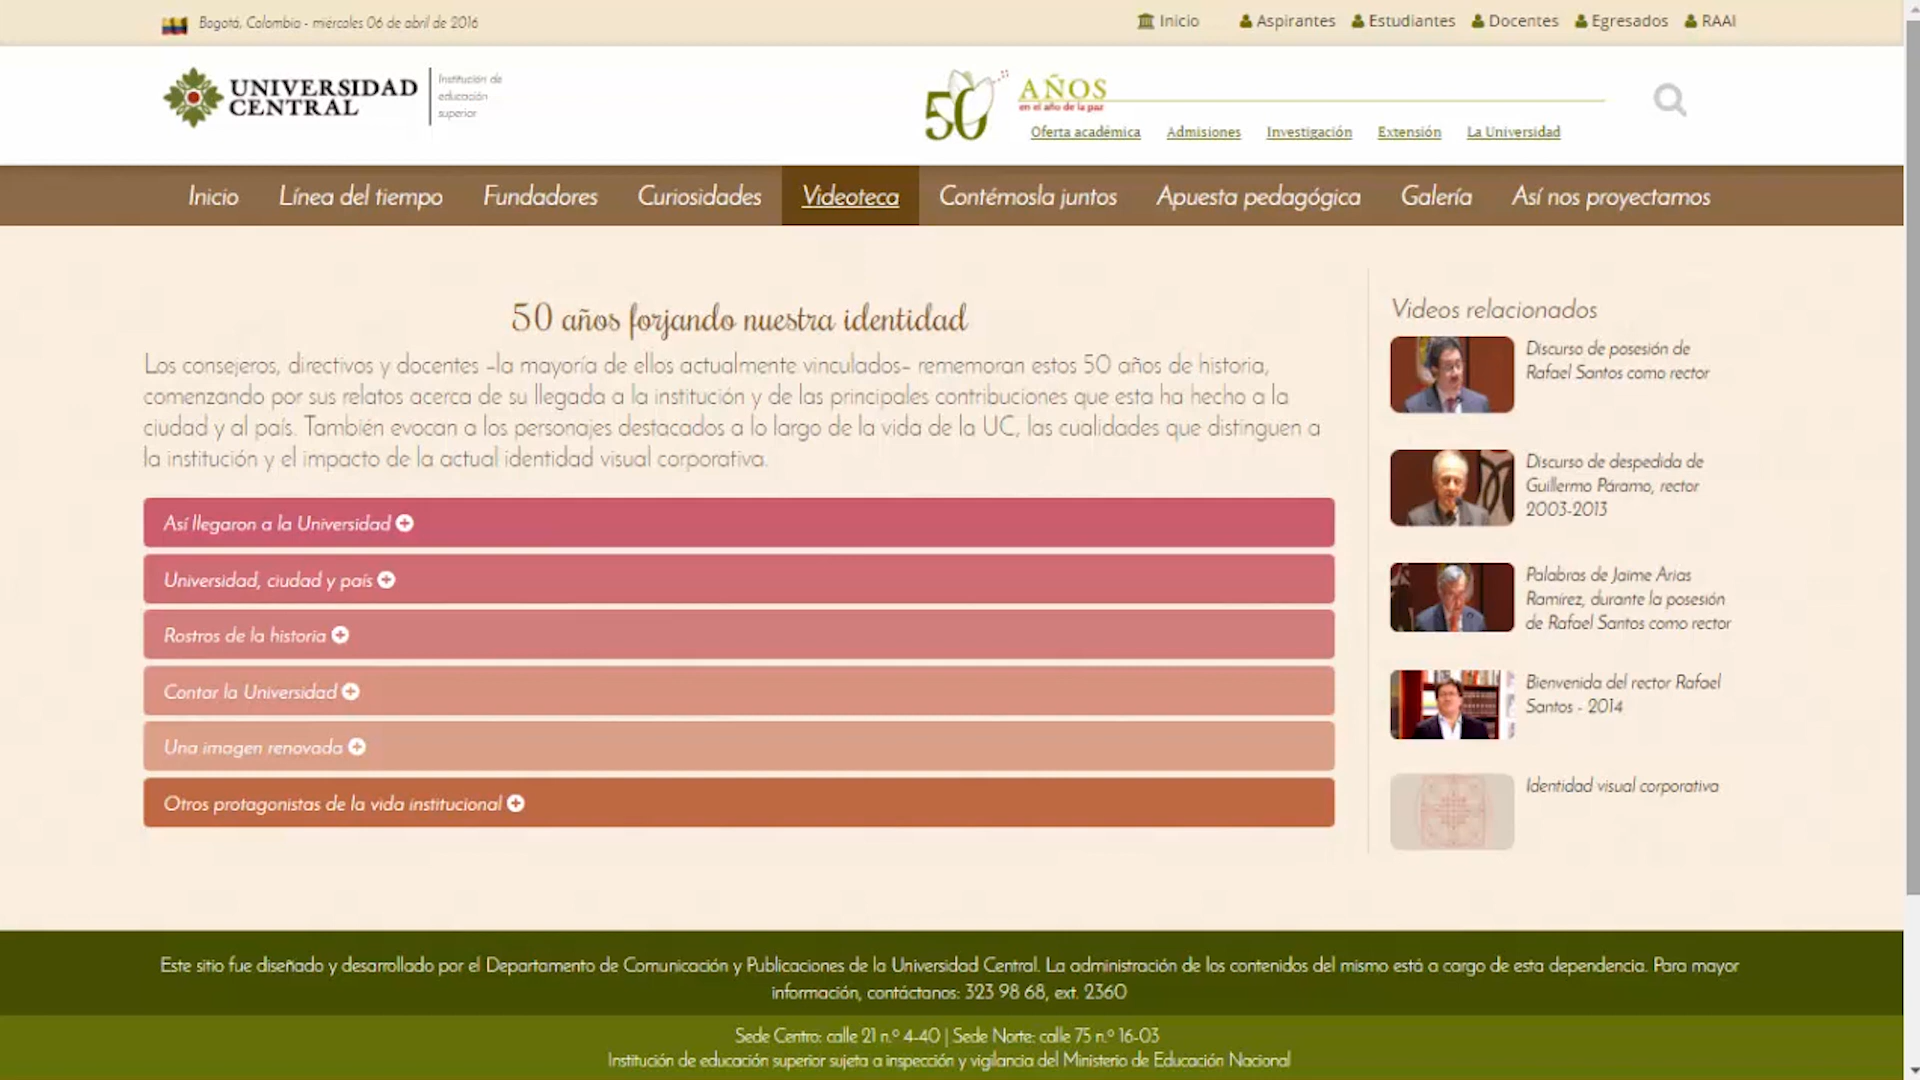 Bogotá, Colombia - miércoles 06 de abril de 2016
Inicio
Aspirantes
Estudiantes
Docentes
Egresados
RAAI
UNIVERSIDAD
CENTRAL
Institución de
educación
superior
50 AÑOS
en el año de la paz
Oferta académica
Admisiones
Investigación
Extensión
La Universidad
Inicio
Línea del tiempo
Fundadores
Curiosidades
Videoteca
Contémosla juntos
Apuesta pedagógica
Galería
Así nos proyectamos
50 años forjando nuestra identidad
Los consejeros, directivos y docentes -la mayoría de ellos actualmente vinculados- rememoran estos 50 años de historia,
comenzando por sus relatos acerca de su llegada a la institución y de las principales contribuciones que esta ha hecho a la
ciudad y al país. También evocan a los personajes destacados a lo largo de la vida de la UC, las cualidades que distinguen a
la institución y el impacto de la actual identidad visual corporativa.
Así llegaron a la Universidad
Universidad, ciudad y país
Rostros de la historia
Contar la Universidad
Una imagen renovada
Otros protagonistas de la vida institucional
Videos relacionados
Discurso de posesión de
Rafael Santos como rector
Discurso de despedida de
Guillermo Páramo, rector
2003-2013
Palabras de Jaime Arias
Ramírez, durante la posesión
de Rafael Santos como rector
Bienvenida del rector Rafael
Santos - 2014
Identidad visual corporativa
Este sitio fue diseñado y desarrollado por el Departamento de Comunicación y Publicaciones de la Universidad Central. La administración de los contenidos del mismo está a cargo de esta dependencia. Para mayor
información, contáctanos: 323 98 68, ext. 2360
Sede Centro: calle 21 n.º 4-40 | Sede Norte: calle 75 n.º 16-03
Institución de educación superior sujeta a inspección y vigilancia del Ministerio de Educación Nacional